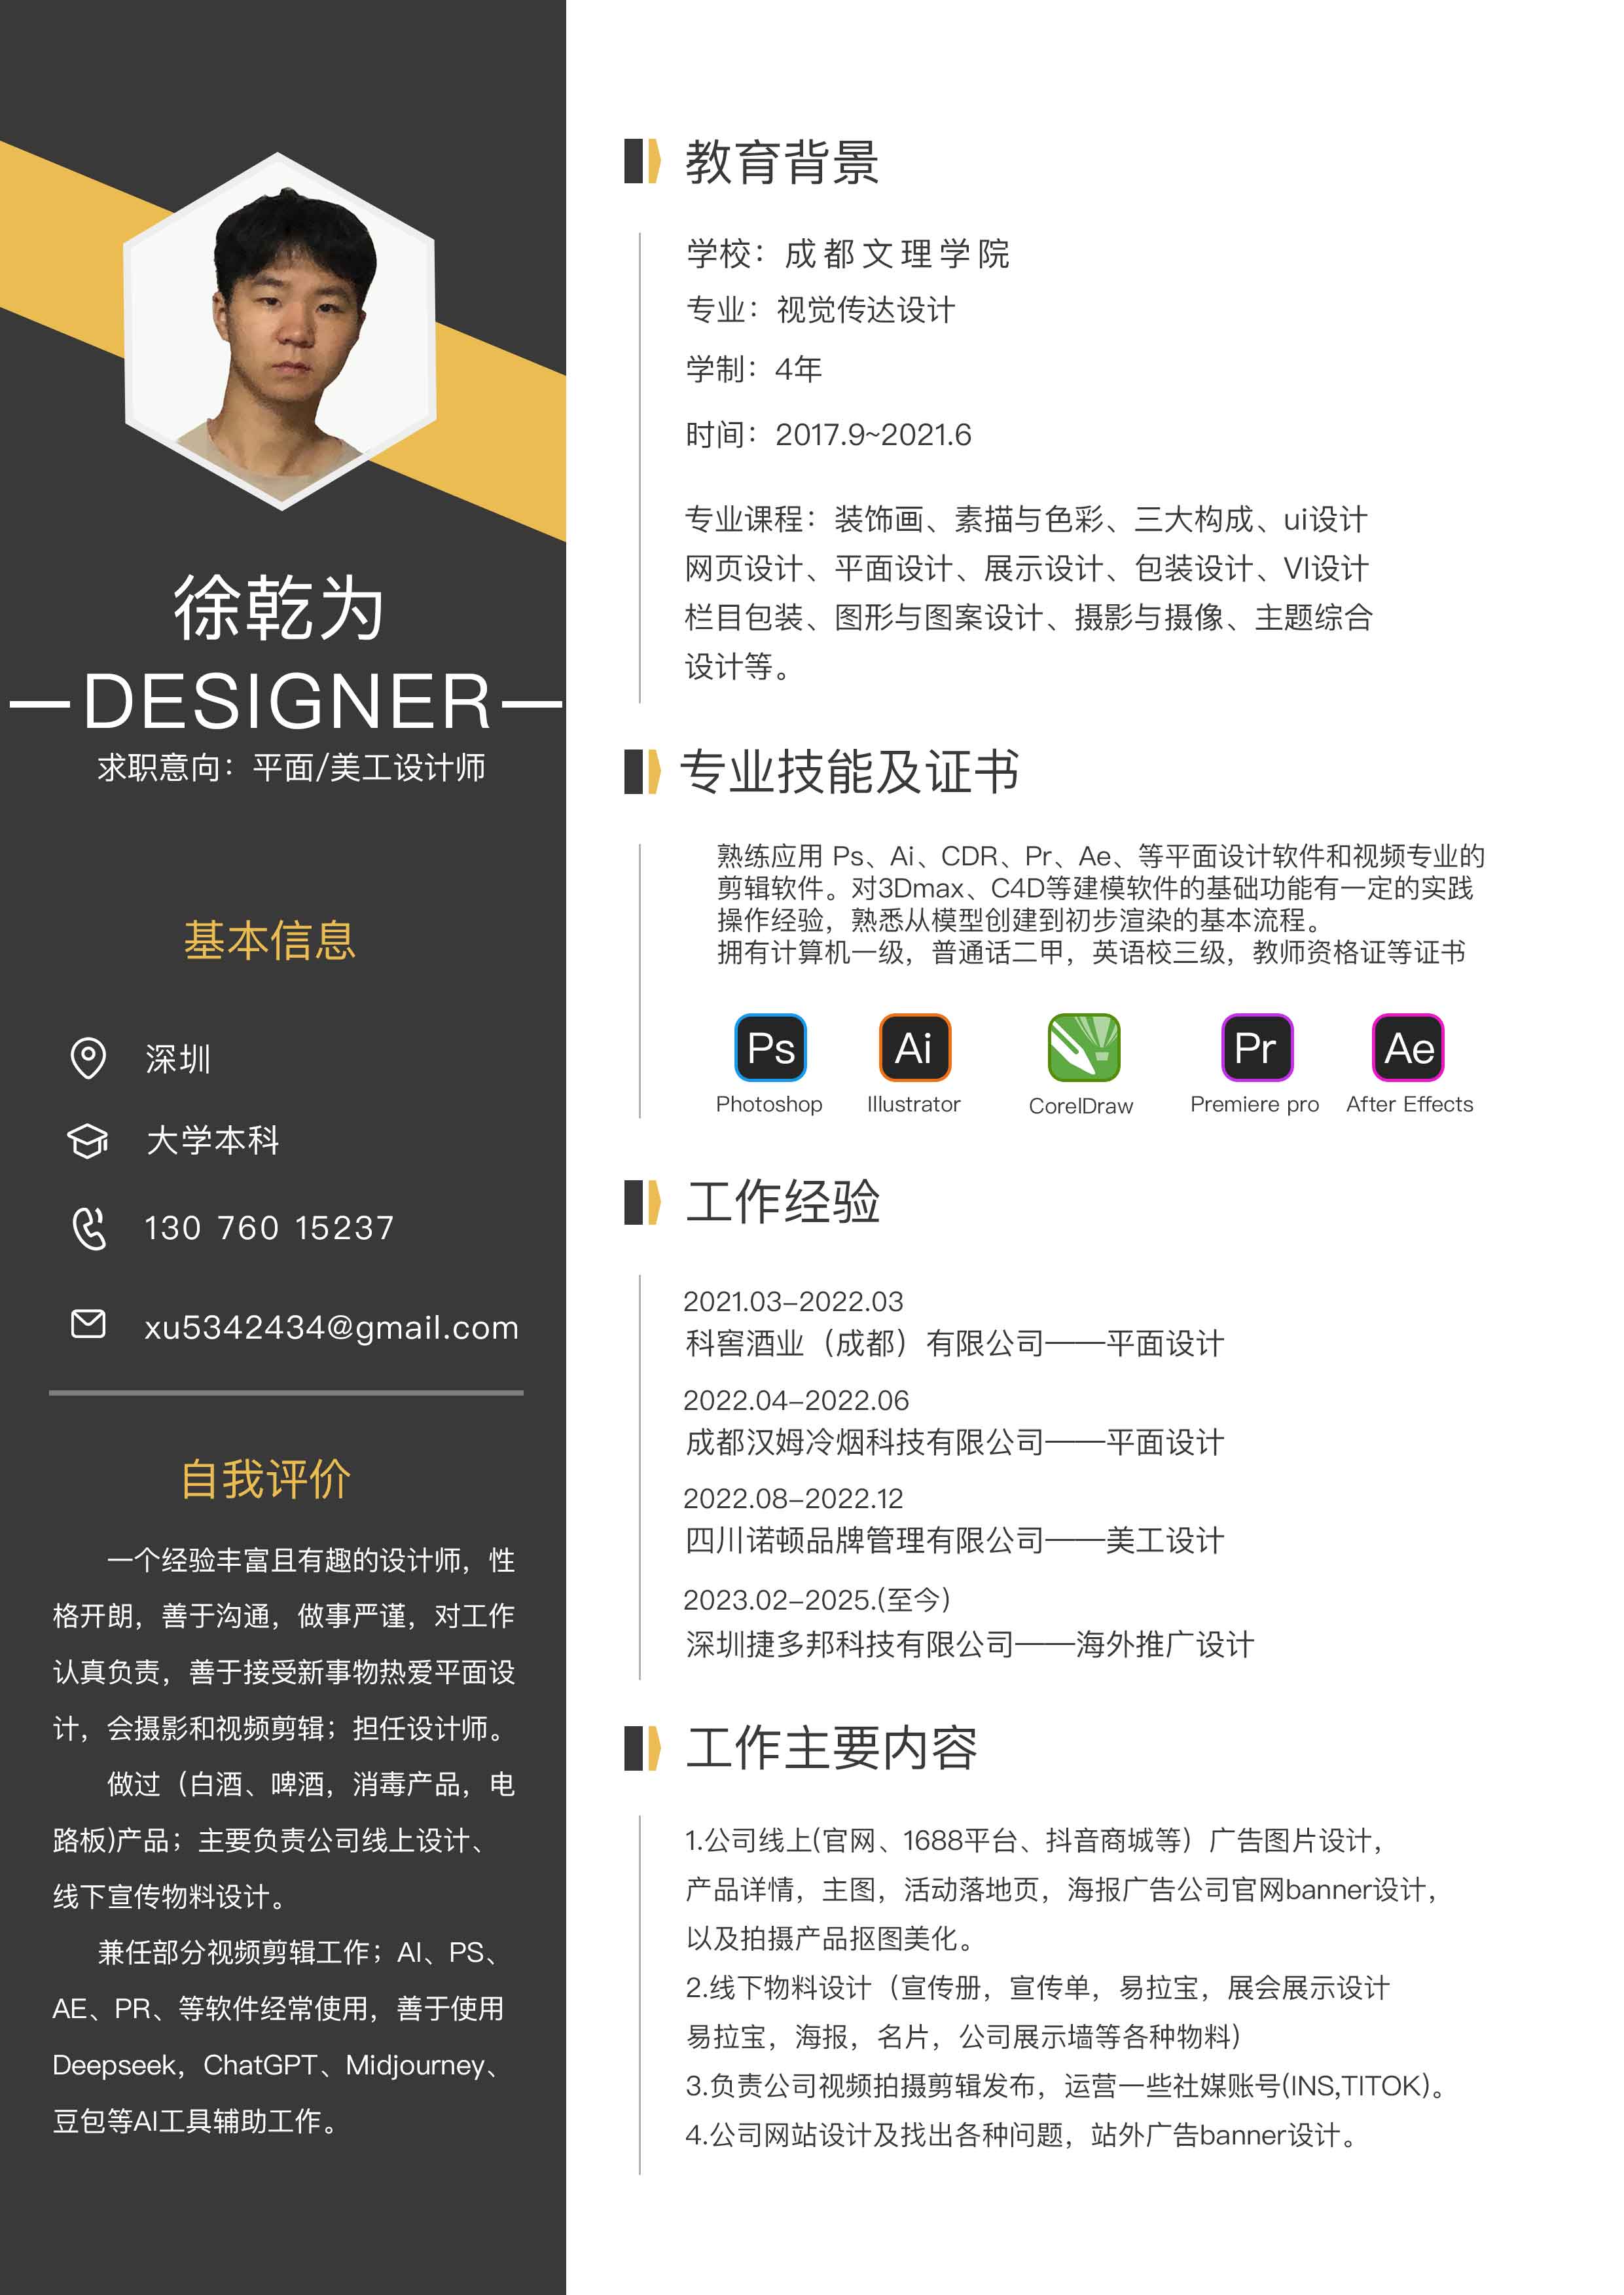 徐乾为
DESIGNER
求职意向：平面/美工设计师
基本信息
深圳
大学本科
130 760 15237
xu5342434@gmail.com
自我评价
一个经验丰富且有趣的设计师，性
格开朗，善于沟通，做事严谨，对工作
认真负责，善于接受新事物热爱平面设
计，会摄影和视频剪辑；担任设计师。
做过（白酒、啤酒，消毒产品，电
路板)产品；主要负责公司线上设计、
线下宣传物料设计。
兼任部分视频剪辑工作；AI、PS、
AE、PR、等软件经常使用，善于使用
Deepseek，ChatGPT、Midjourney、
豆包等AI工具辅助工作。
教育背景
学校：成都文理学院
专业：视觉传达设计
学制：4年
时间：2017.9~2021.6
专业课程：装饰画、素描与色彩、三大构成、ui设计
网页设计、平面设计、展示设计、包装设计、VI设计
栏目包装、图形与图案设计、摄影与摄像、主题综合
设计等。
专业技能及证书
熟练应用 Ps、Ai、CDR、Pr、Ae、等平面设计软件和视频专业的
剪辑软件。对3Dmax、C4D等建模软件的基础功能有一定的实践
操作经验，熟悉从模型创建到初步渲染的基本流程。
拥有计算机一级，普通话二甲，英语校三级，教师资格证等证书
Ps Ai Pr Ae
Photoshop Illustrator CorelDraw Premiere pro After Effects
工作经验
2021.03-2022.03
科窖酒业（成都）有限公司——平面设计
2022.04-2022.06
成都汉姆冷烟科技有限公司——平面设计
2022.08-2022.12
四川诺顿品牌管理有限公司——美工设计
2023.02-2025.(至今)
深圳捷多邦科技有限公司——海外推广设计
工作主要内容
1.公司线上(官网、1688平台、抖音商城等）广告图片设计，
产品详情，主图，活动落地页，海报广告公司官网banner设计，
以及拍摄产品抠图美化。
2.线下物料设计（宣传册，宣传单，易拉宝，展会展示设计
易拉宝，海报，名片，公司展示墙等各种物料）
3.负责公司视频拍摄剪辑发布，运营一些社媒账号(INS,TITOK)。
4.公司网站设计及找出各种问题，站外广告banner设计。